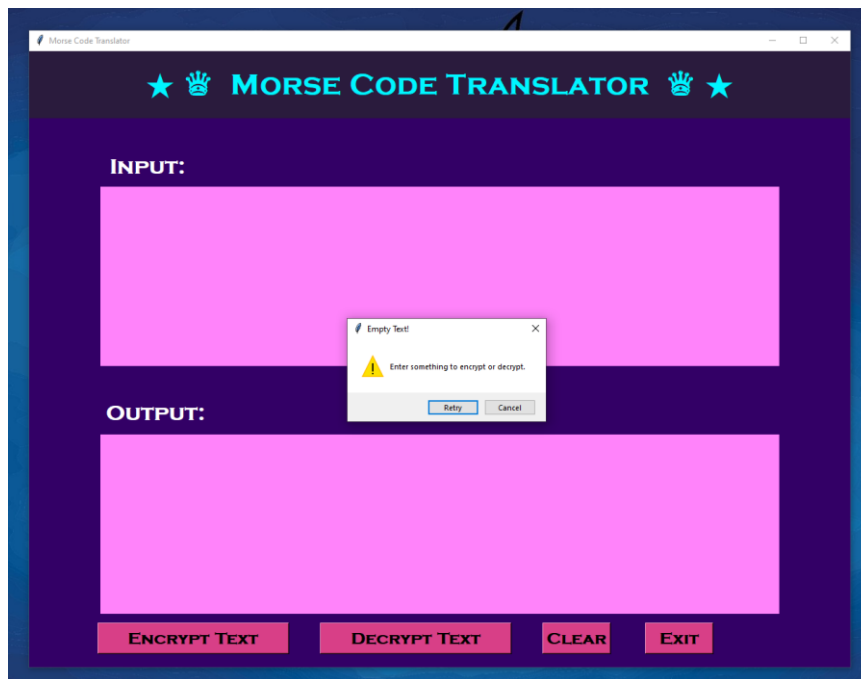 Morse Code Translator
★ ♛ Morse Code Translator ♛ ★
Input:
Empty Text!
Enter something to encrypt or decrypt.
Retry Cancel
Output:
Encrypt Text Decrypt Text Clear Exit